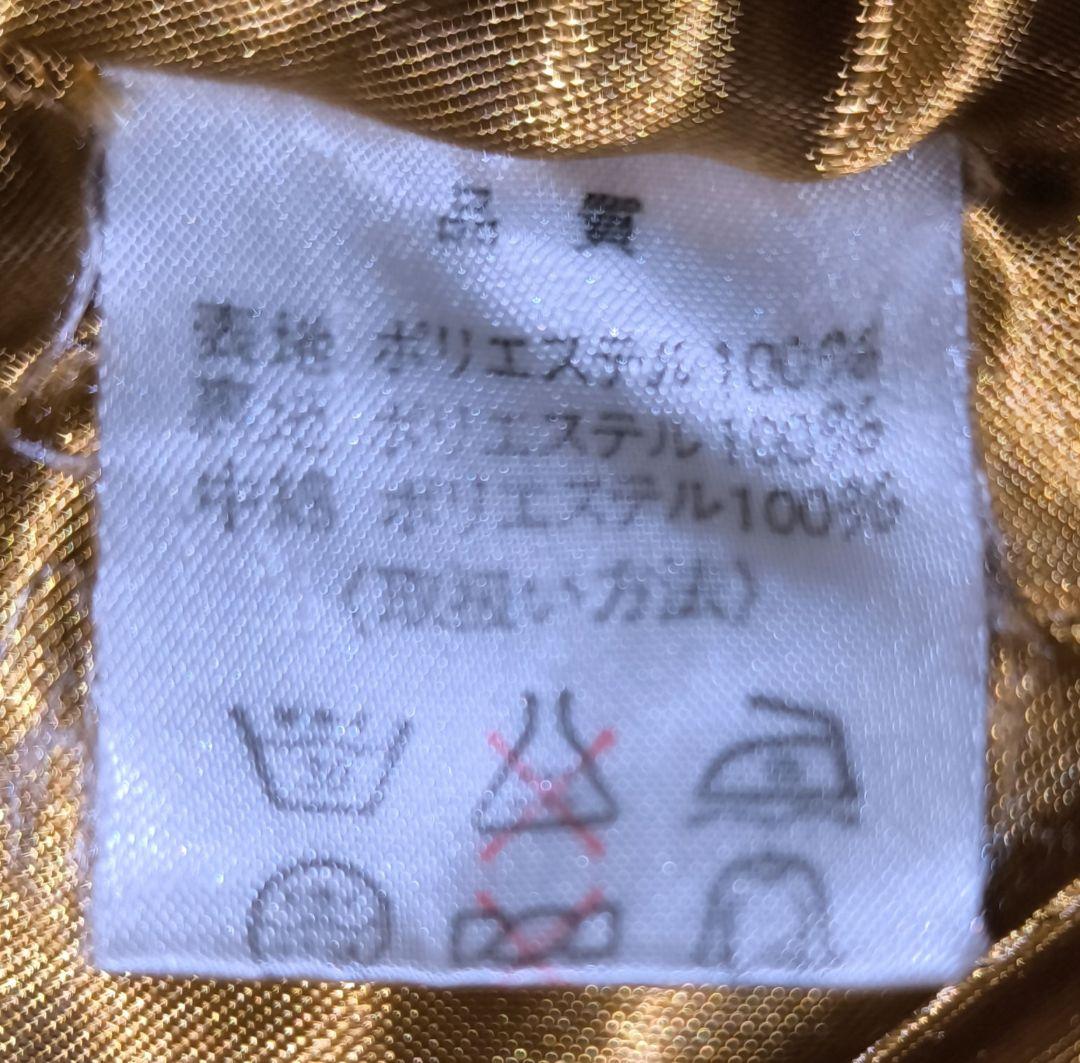 品 質
表地 ポリエステル100%
裏地 ポリエステル100%
中綿 ポリエステル100%
(取扱い方法)